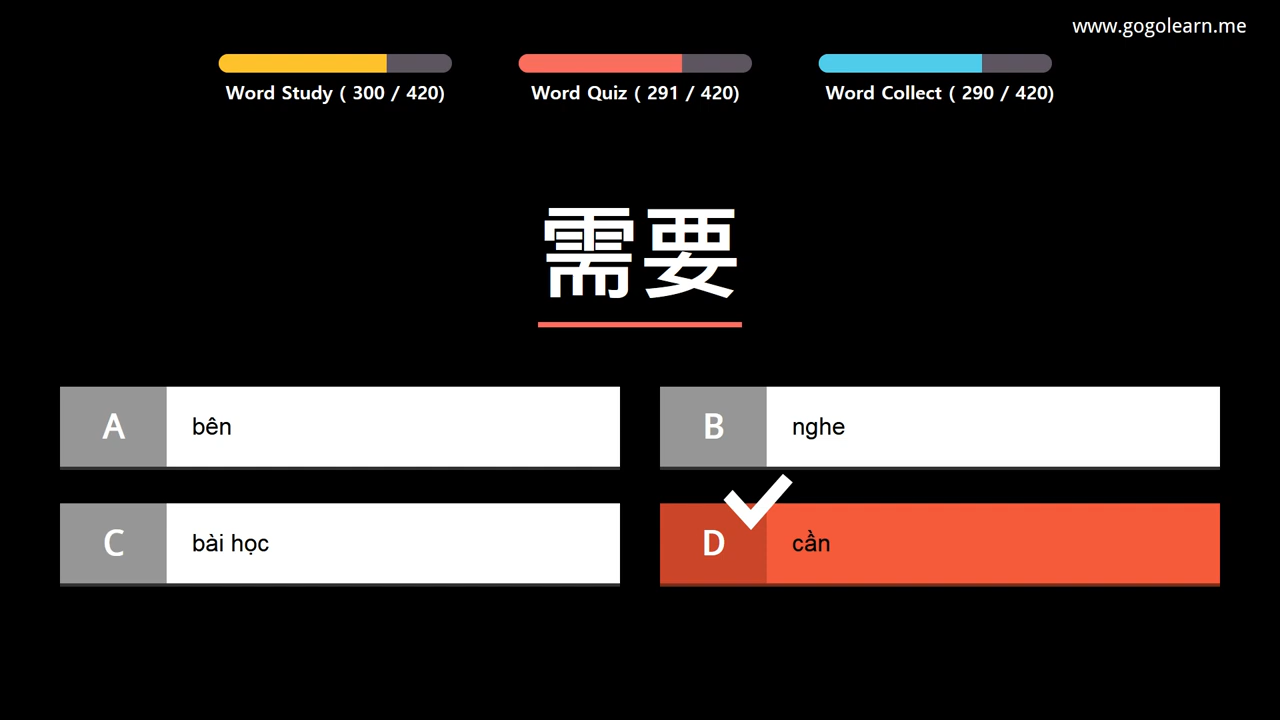 www.gogolearn.me
Word Study ( 300 / 420)
Word Quiz ( 291 / 420)
Word Collect ( 290 / 420)
需要
A
bên
B
nghe
C
bài học
D
cần